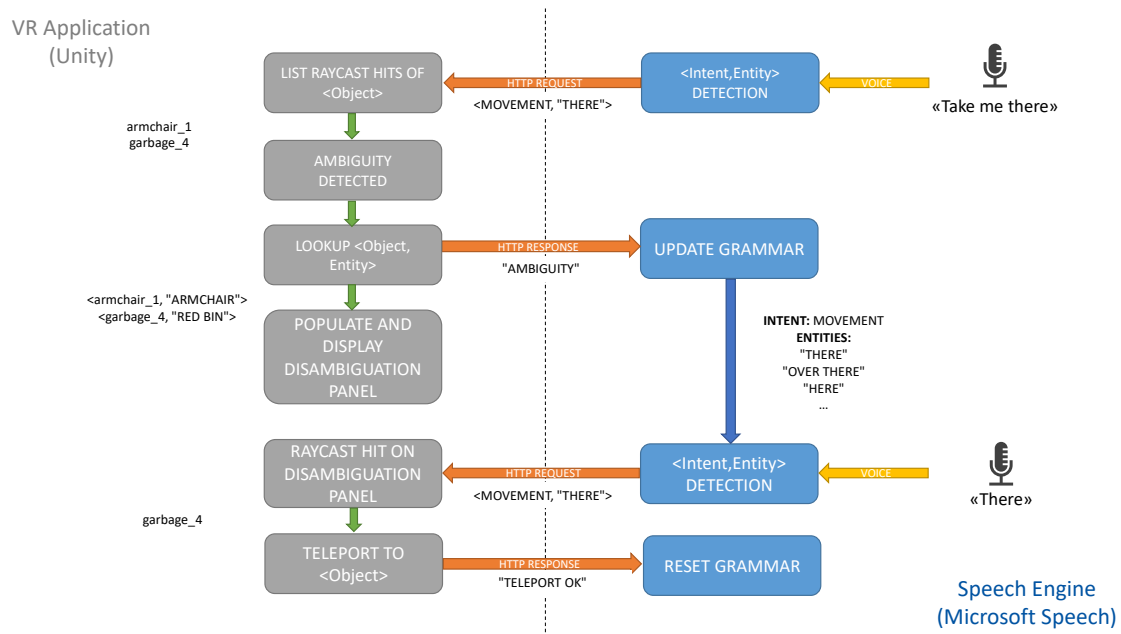 VR Application
(Unity)
LIST RAYCAST HITS OF
<Object>
HTTP REQUEST
<MOVEMENT, "THERE">
<Intent,Entity>
DETECTION
VOICE
«Take me there»
armchair_1
garbage_4
AMBIGUITY
DETECTED
LOOKUP <Object,
Entity>
HTTP RESPONSE
"AMBIGUITY"
UPDATE GRAMMAR
<armchair_1, "ARMCHAIR">
<garbage_4, "RED BIN">
POPULATE AND
DISPLAY
DISAMBIGUATION
PANEL
INTENT: MOVEMENT
ENTITIES:
"THERE"
"OVER THERE"
"HERE"
...
RAYCAST HIT ON
DISAMBIGUATION
PANEL
HTTP REQUEST
<MOVEMENT, "THERE">
<Intent,Entity>
DETECTION
VOICE
«There»
garbage_4
TELEPORT TO
<Object>
HTTP RESPONSE
"TELEPORT OK"
RESET GRAMMAR
Speech Engine
(Microsoft Speech)